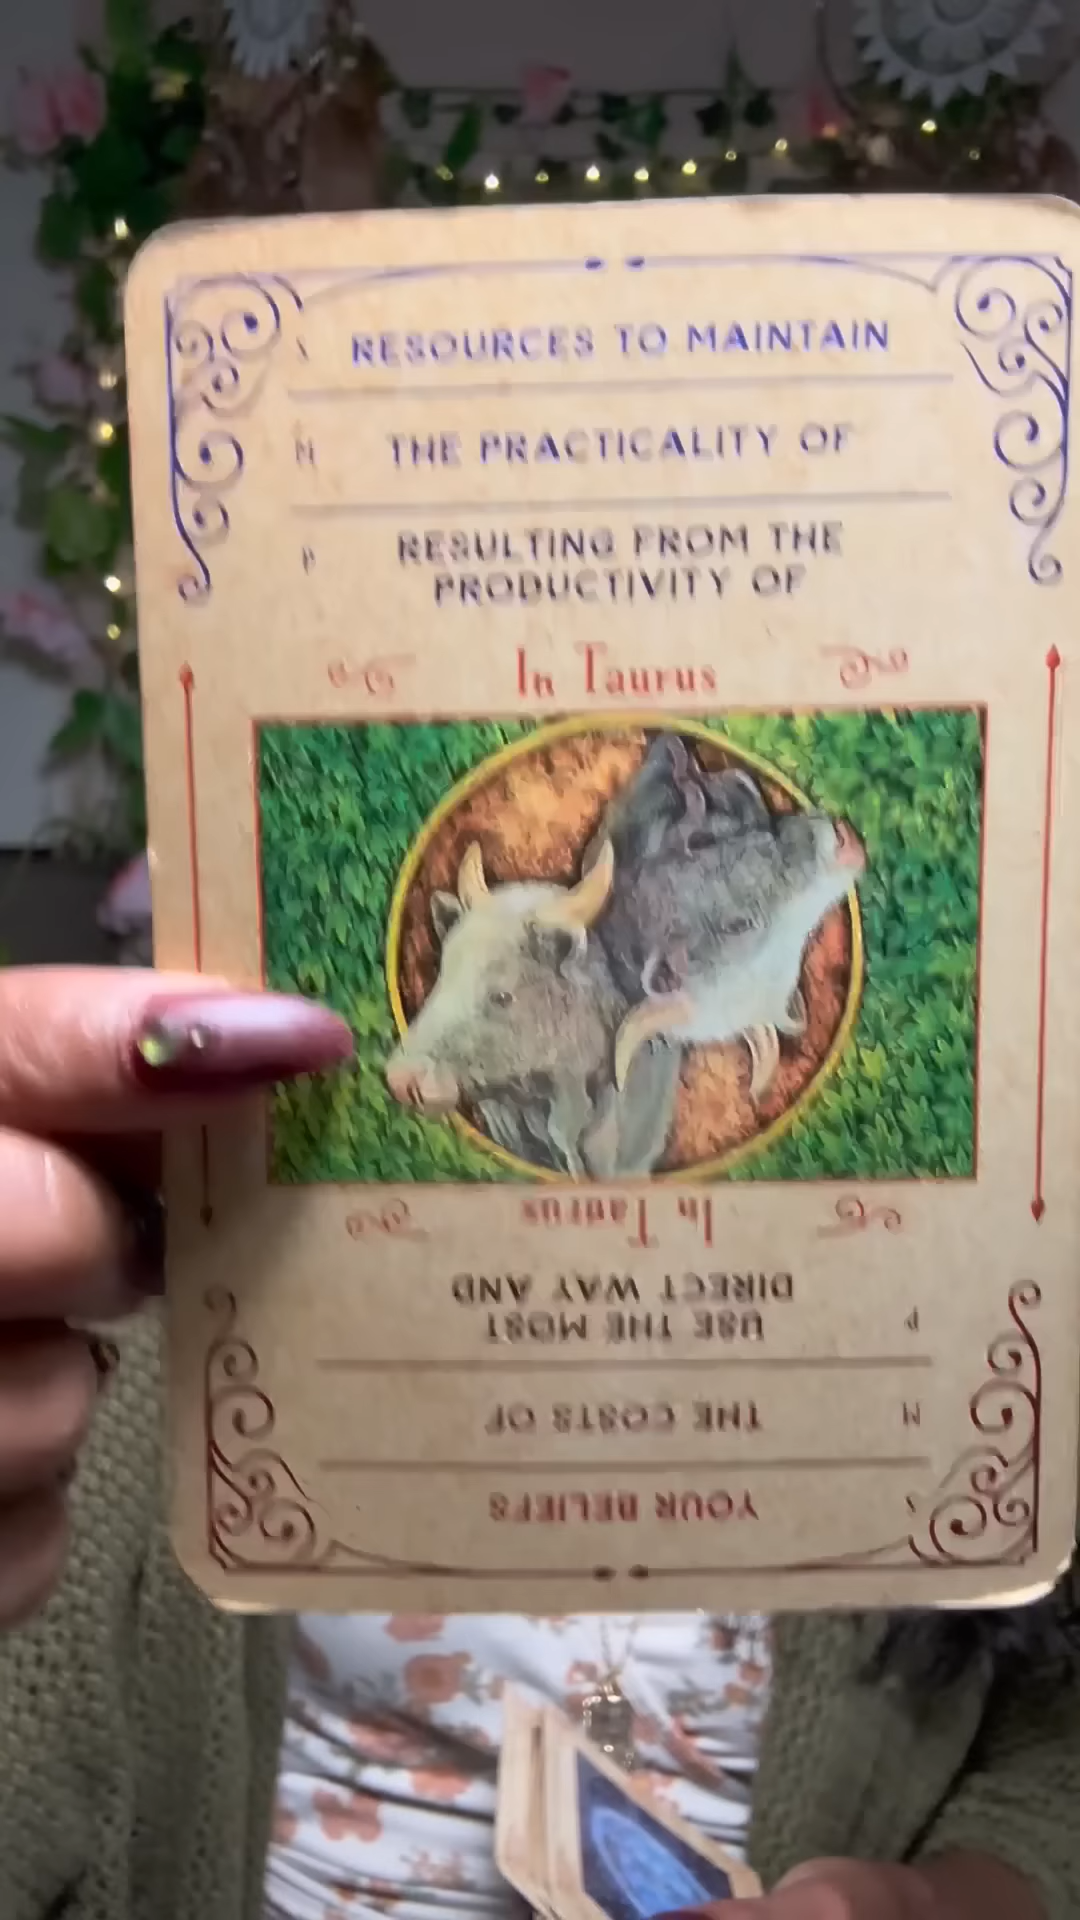 S RESOURCES TO MAINTAIN
M THE PRACTICALITY OF
P RESULTING FROM THE
PRODUCTIVITY OF
In Taurus
In Taurus
DIRECT WAY AND
P USE THE MOST
M THE COSTS OF
S YOUR BELIEFS